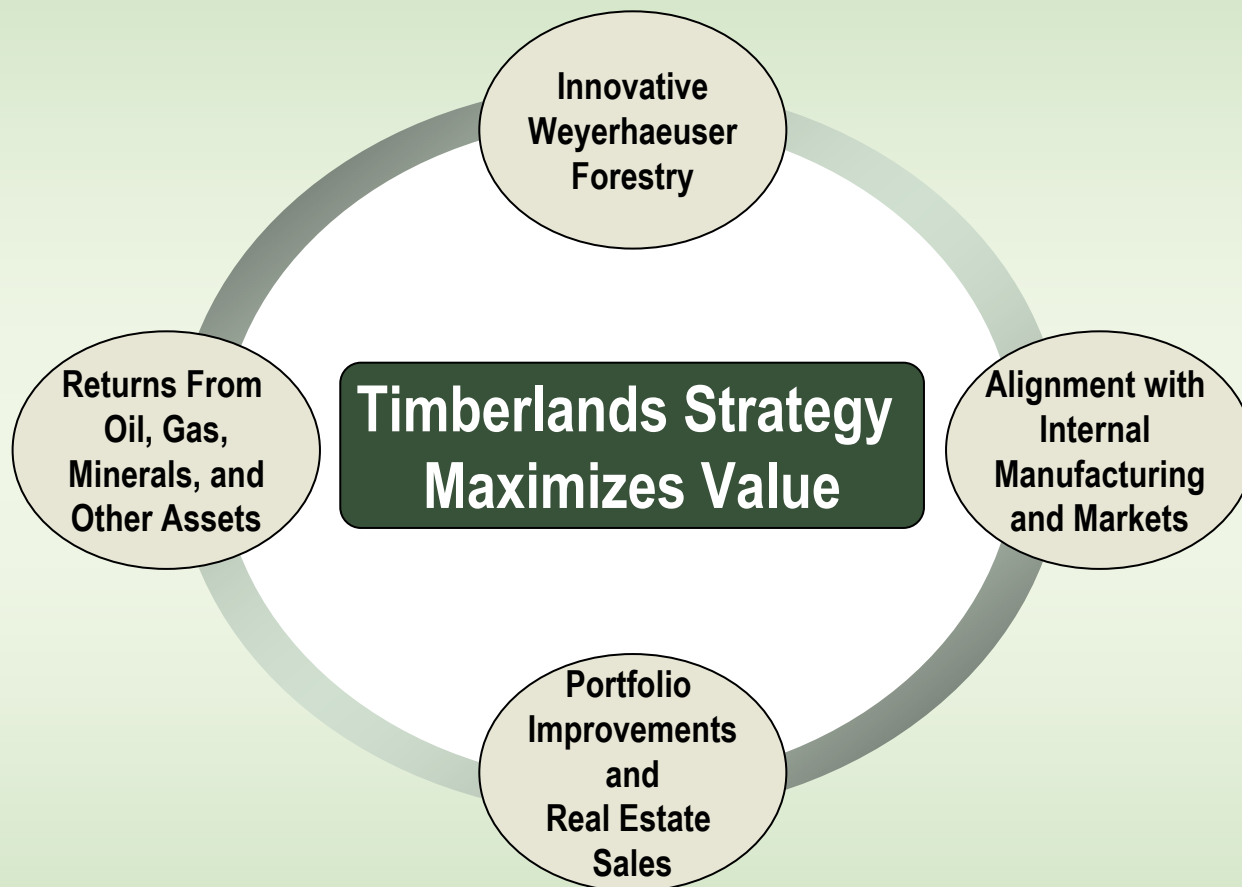 Innovative
Weyerhaeuser
Forestry
Returns From
Oil, Gas,
Minerals, and
Other Assets
Timberlands Strategy
Maximizes Value
Alignment with
Internal
Manufacturing
and Markets
Portfolio
Improvements
and
Real Estate
Sales